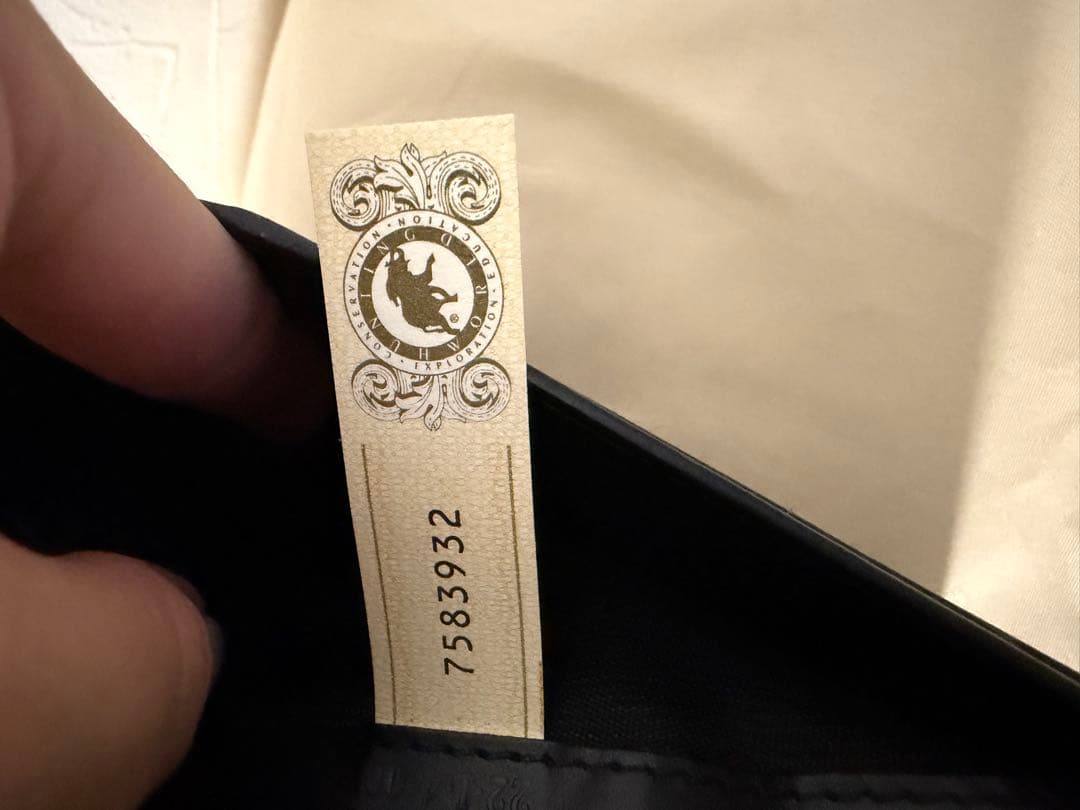 HUNTING WORLD
CONSERVATION · EDUCATION · EXPLORATION ·
®
7583932